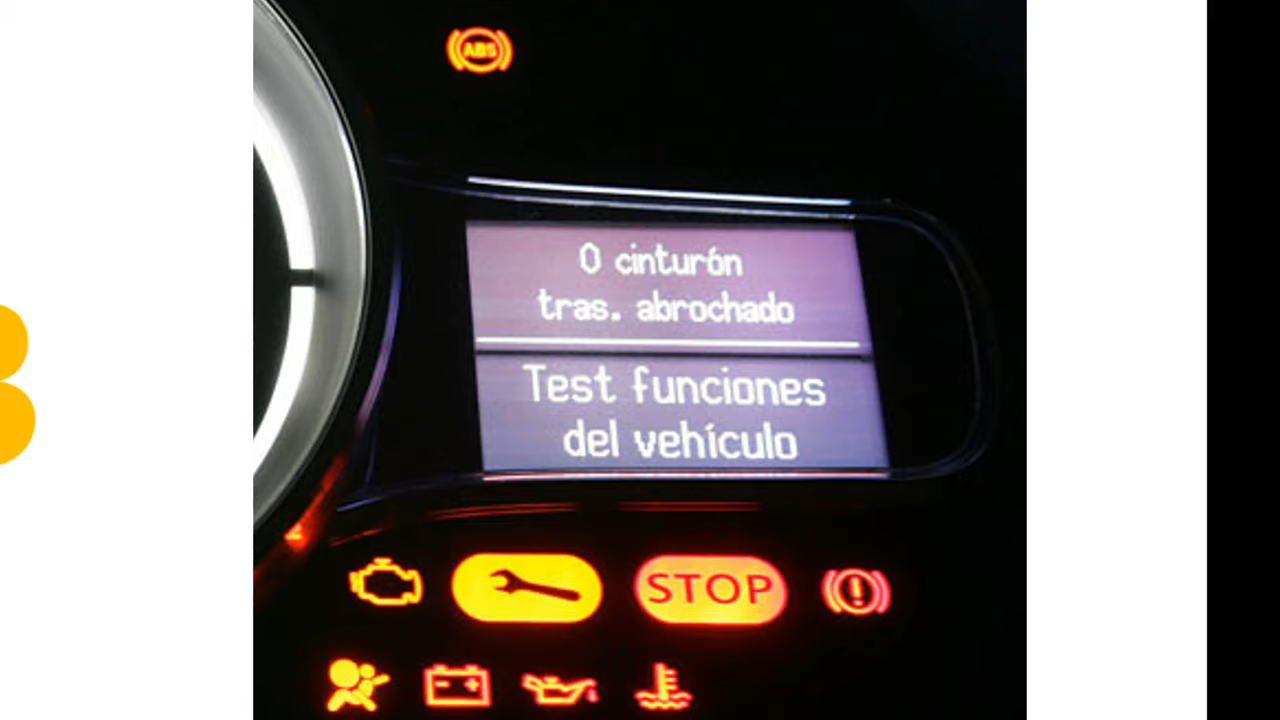 ABS
0 cinturón
tras. abrochado
Test funciones
del vehículo
STOP